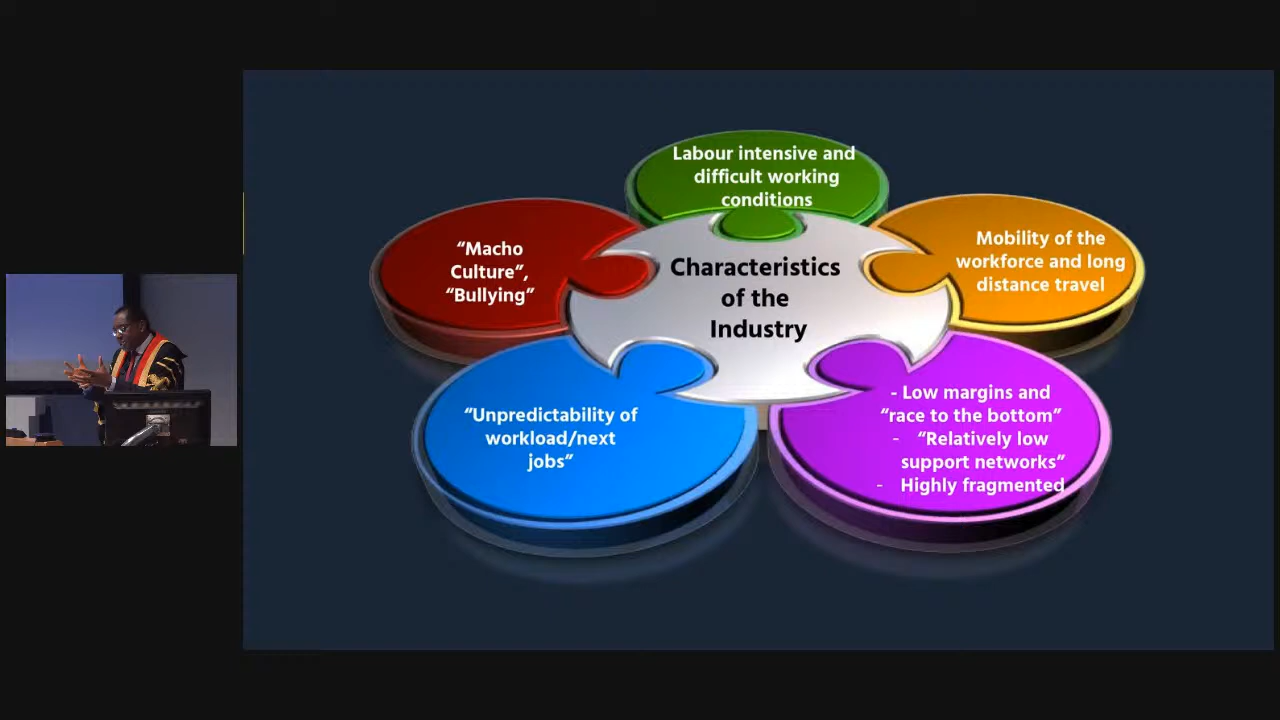 Labour intensive and
difficult working
conditions
“Macho
Culture”,
“Bullying”
Characteristics
of the
Industry
Mobility of the
workforce and long
distance travel
“Unpredictability of
workload/next
jobs“
- Low margins and
“race to the bottom”
- “Relatively low
support networks”
- Highly fragmented